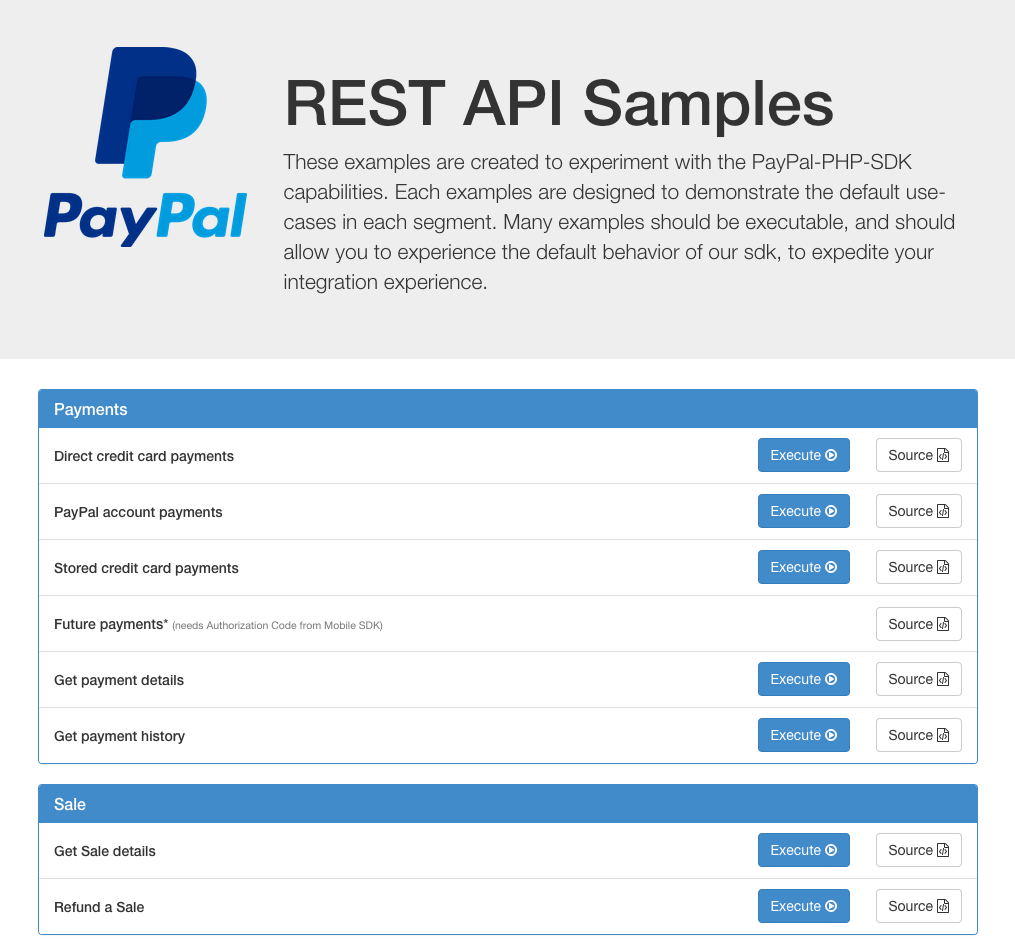 PayPal
REST API Samples
These examples are created to experiment with the PayPal-PHP-SDK
capabilities. Each examples are designed to demonstrate the default use-
cases in each segment. Many examples should be executable, and should
allow you to experience the default behavior of our sdk, to expedite your
integration experience.
Payments
Direct credit card payments Execute Source
PayPal account payments Execute Source
Stored credit card payments Execute Source
Future payments* (needs Authorization Code from Mobile SDK) Source
Get payment details Execute Source
Get payment history Execute Source
Sale
Get Sale details Execute Source
Refund a Sale Execute Source